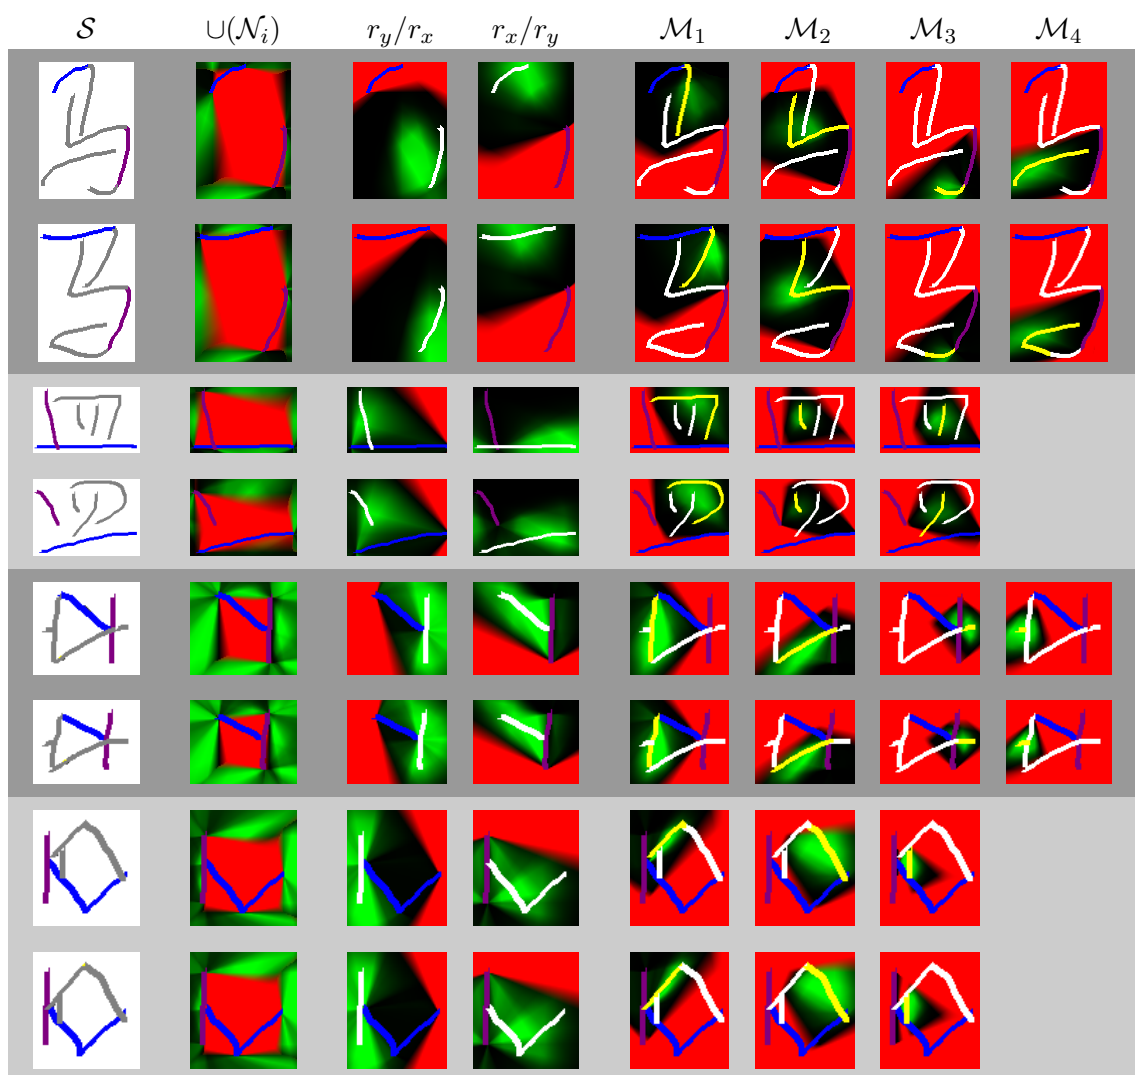 𝒮 ∪(𝒩ᵢ) r_y/r_x r_x/r_y ℳ₁ ℳ₂ ℳ₃ ℳ₄